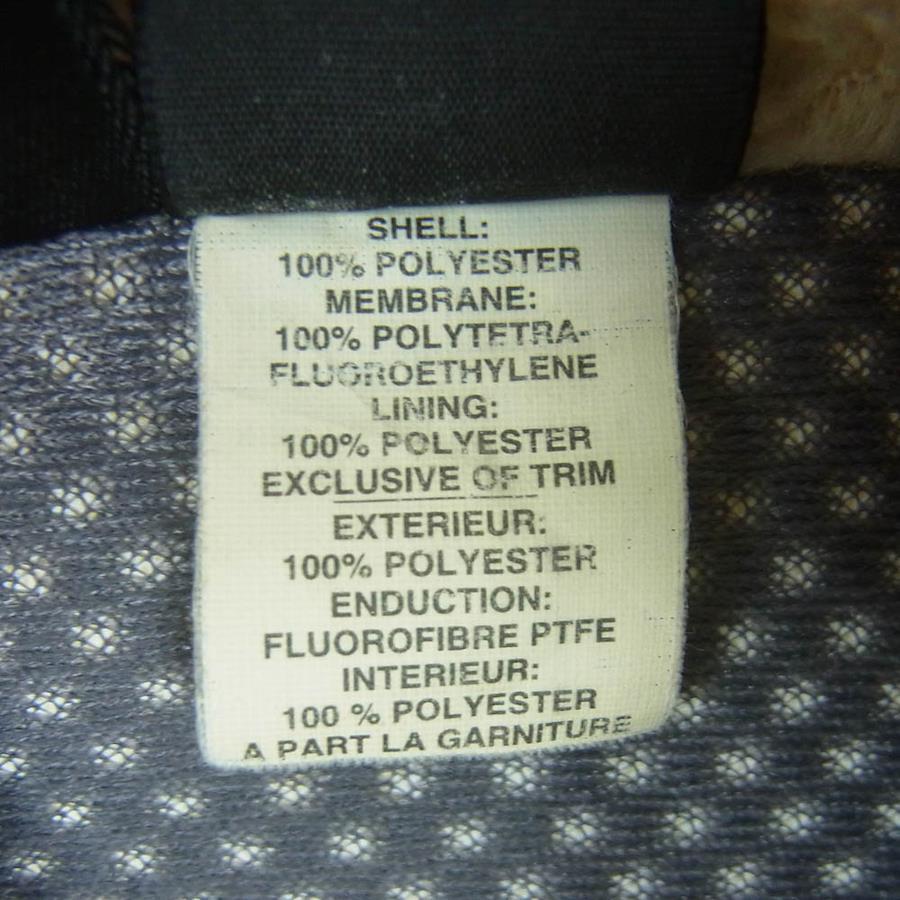 SHELL:
100% POLYESTER
MEMBRANE:
100% POLYTETRA-
FLUOROETHYLENE
LINING:
100% POLYESTER
EXCLUSIVE OF TRIM
EXTERIEUR:
100% POLYESTER
ENDUCTION:
FLUOROFIBRE PTFE
INTERIEUR:
100 % POLYESTER
A PART LA GARNITURE